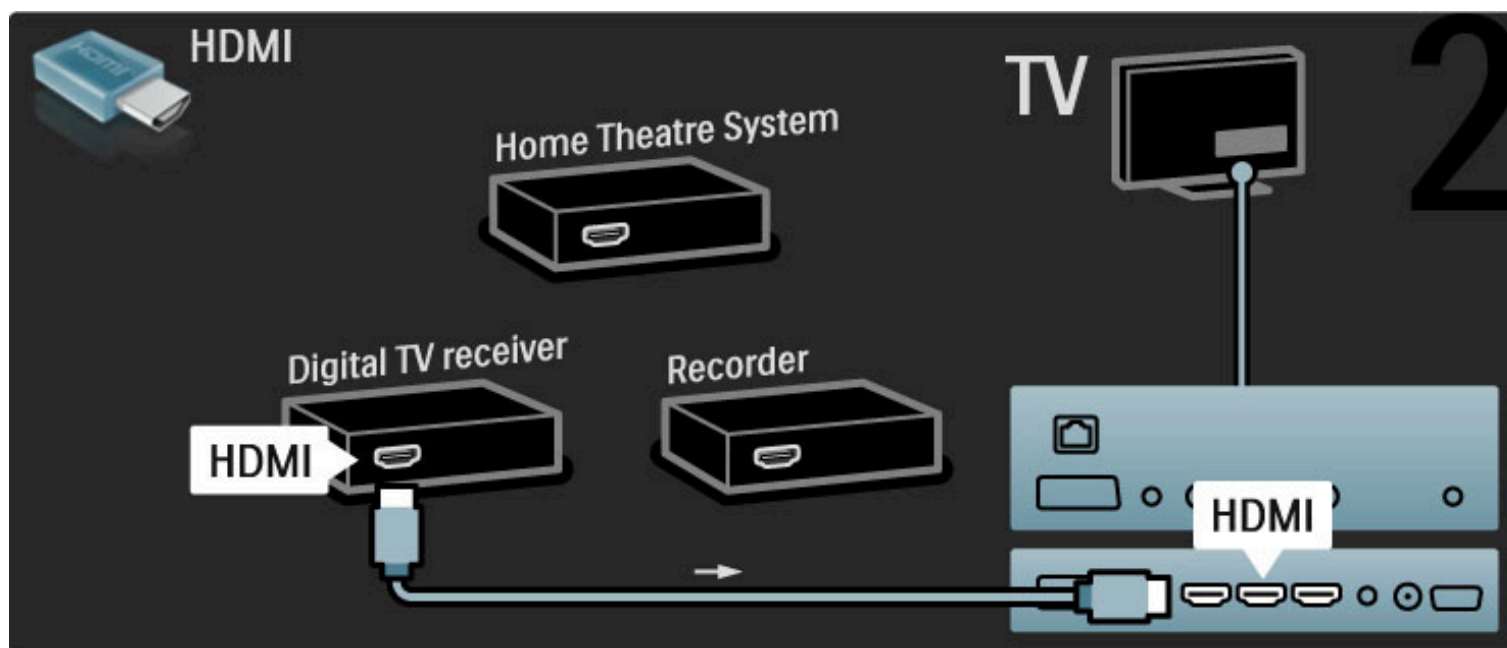 HDMI
TV
2
Home Theatre System
Digital TV receiver
Recorder
HDMI
HDMI